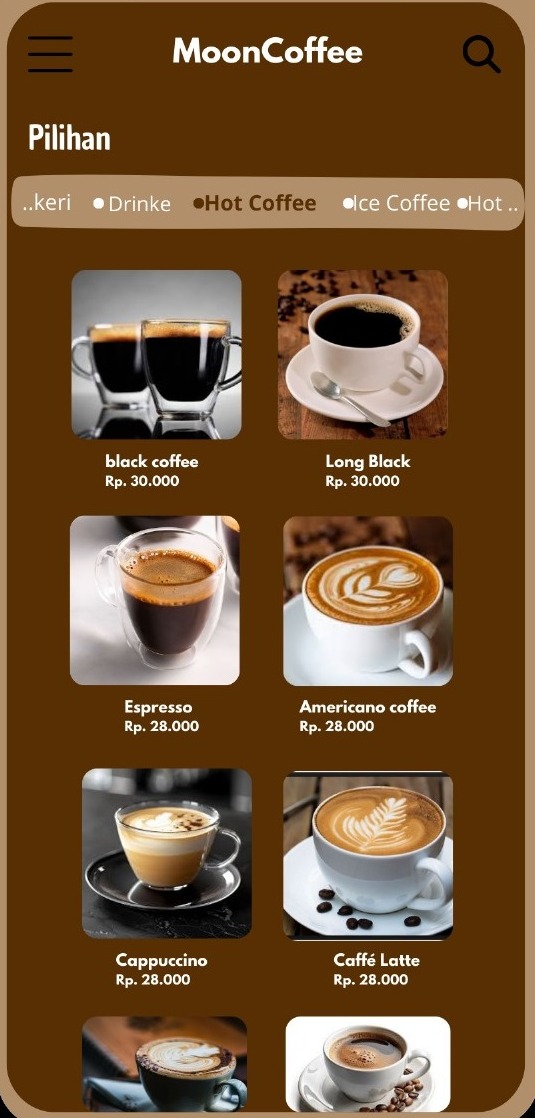 MoonCoffee
Pilihan
..keri Drinke Hot Coffee Ice Coffee Hot ..
black coffee
Rp. 30.000
Long Black
Rp. 30.000
Espresso
Rp. 28.000
Americano coffee
Rp. 28.000
Cappuccino
Rp. 28.000
Caffé Latte
Rp. 28.000